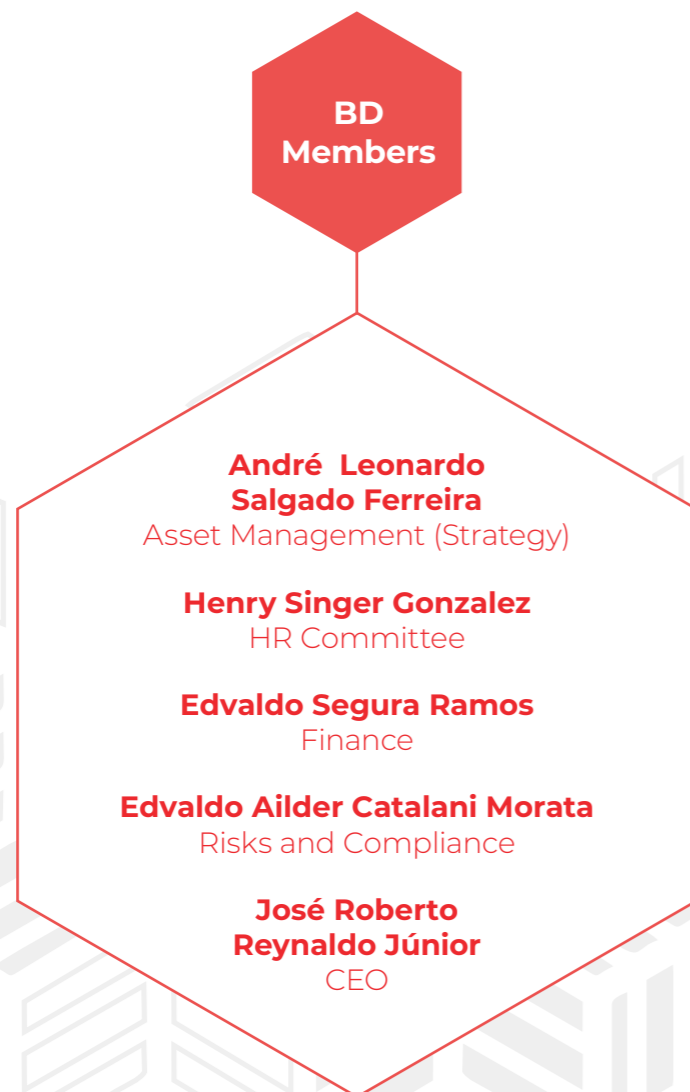 BD
Members
André Leonardo
Salgado Ferreira
Asset Management (Strategy)
Henry Singer Gonzalez
HR Committee
Edvaldo Segura Ramos
Finance
Edvaldo Ailder Catalani Morata
Risks and Compliance
José Roberto
Reynaldo Júnior
CEO